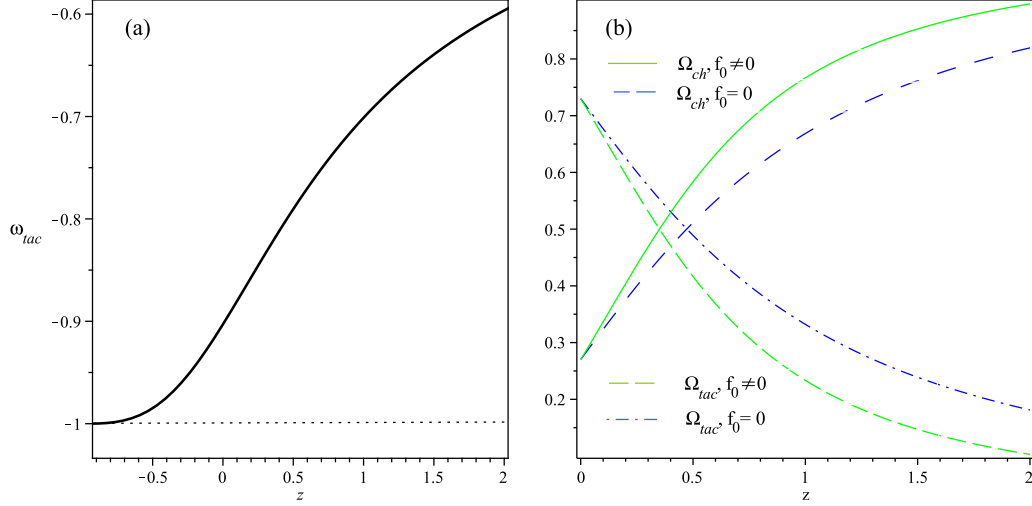 (a)
−0.6
−0.7
−0.8
ω_tac
−0.9
−1
−0.5 0 0.5 1 1.5 2
z
(b)
0.8
Ω_ch, f_0 ≠ 0
Ω_ch, f_0 = 0
0.7
0.6
0.5
0.4
0.3
Ω_tac, f_0 ≠ 0
Ω_tac, f_0 = 0
0.2
0 0.5 1 1.5 2
z